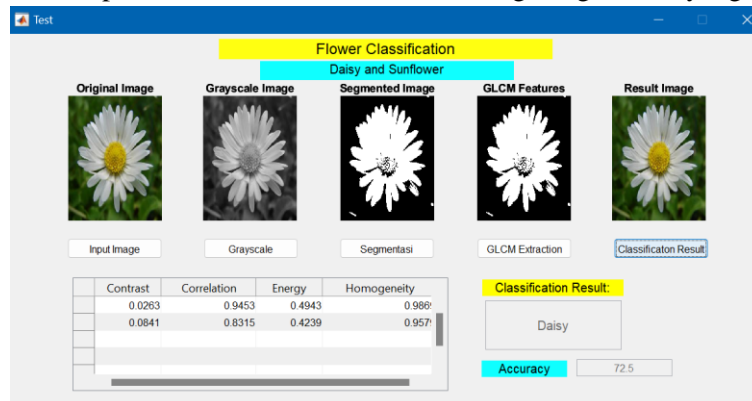 Test
Flower Classification
Daisy and Sunflower
Original Image Grayscale Image Segmented Image GLCM Features Result Image
Input Image Grayscale Segmentasi GLCM Extraction Classificaton Result
Contrast Correlation Energy Homogeneity
0.0263 0.9453 0.4943
0.0841 0.8315 0.4239
Classification Result:
Daisy
Accuracy 72.5